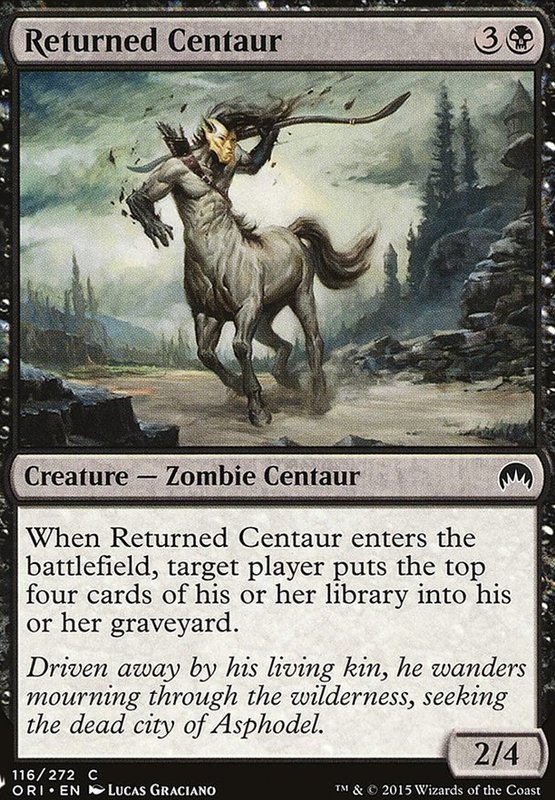 Returned Centaur 3
Creature — Zombie Centaur
When Returned Centaur enters the
battlefield, target player puts the top
four cards of his or her library into his
or her graveyard.
Driven away by his living kin, he wanders
mourning through the wilderness, seeking
the dead city of Asphodel.
2/4
116/272 C
ORI • EN Lucas Graciano
™ & © 2015 Wizards of the Coast